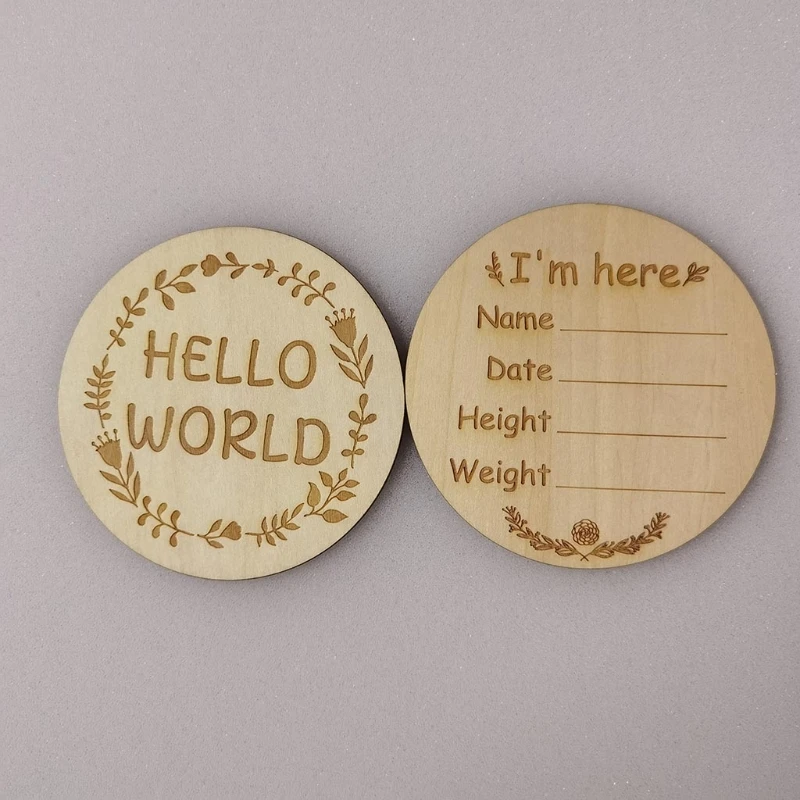 HELLO
WORLD
I'm here
Name
Date
Height
Weight